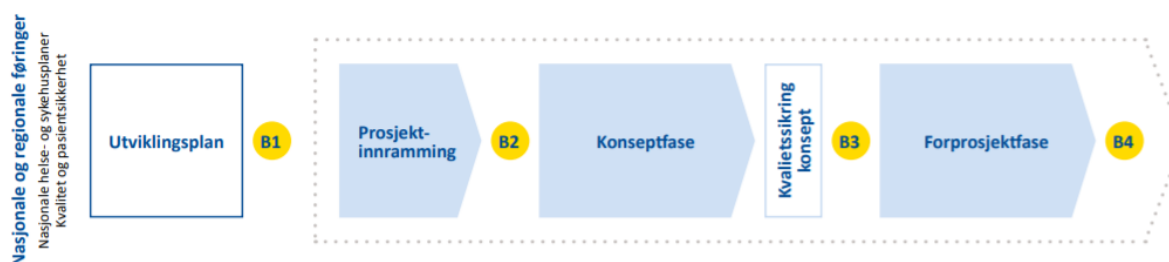 Nasjonale og regionale føringer
Nasjonale helse- og sykehusplaner
Kvalitet og pasientsikkerhet
Utviklingsplan
B1
Prosjekt-
innramming
B2
Konseptfase
Kvalietssikring
konsept
B3
Forprosjektfase
B4